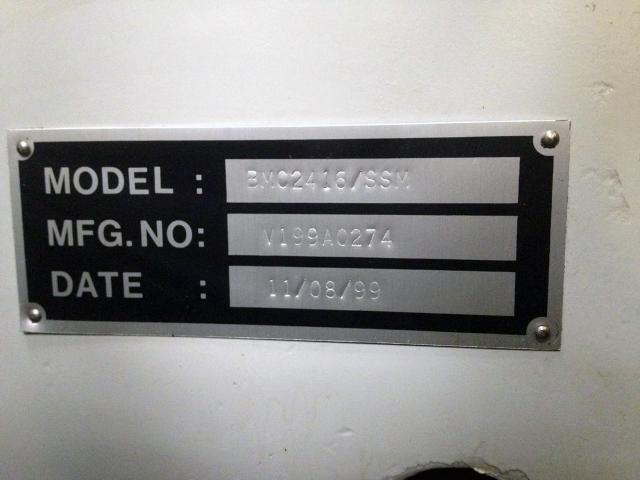 MODEL : BMC2416/SSM
MFG.NO: V199A0274
DATE : 11/08/99